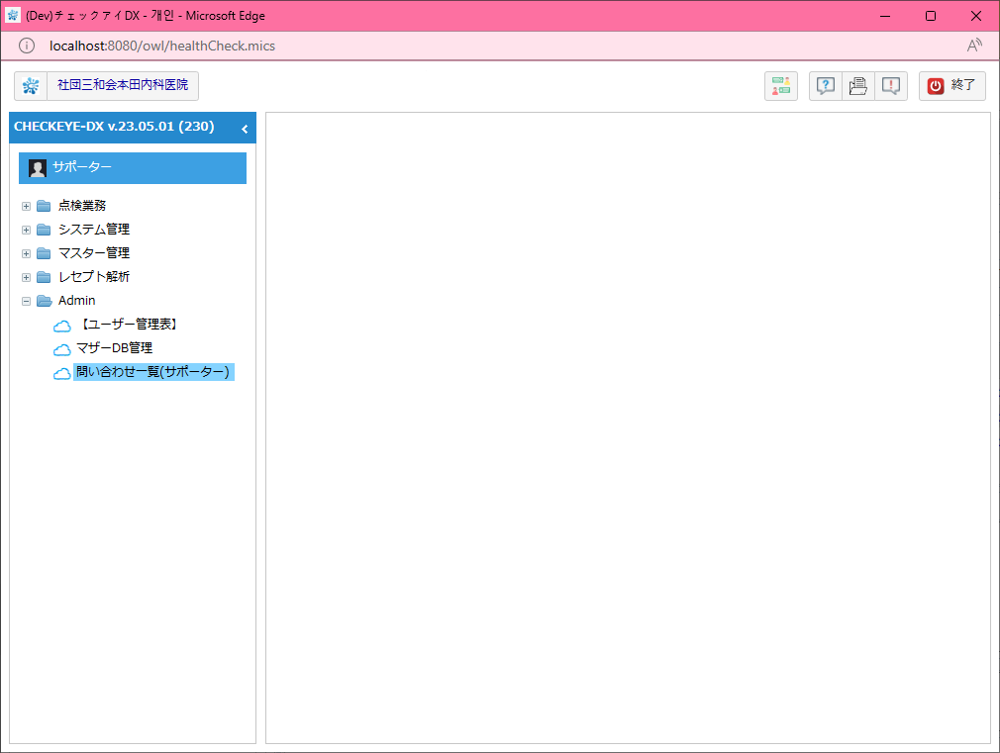 (Dev)チェックアイDX - 개인 - Microsoft Edge
localhost:8080/owl/healthCheck.mics
社団三和会本田内科医院
終了
CHECKEYE-DX v.23.05.01 (230)
サポーター
点検業務
システム管理
マスター管理
レセプト解析
Admin
【ユーザー管理表】
マザーDB管理
問い合わせ一覧(サポーター)